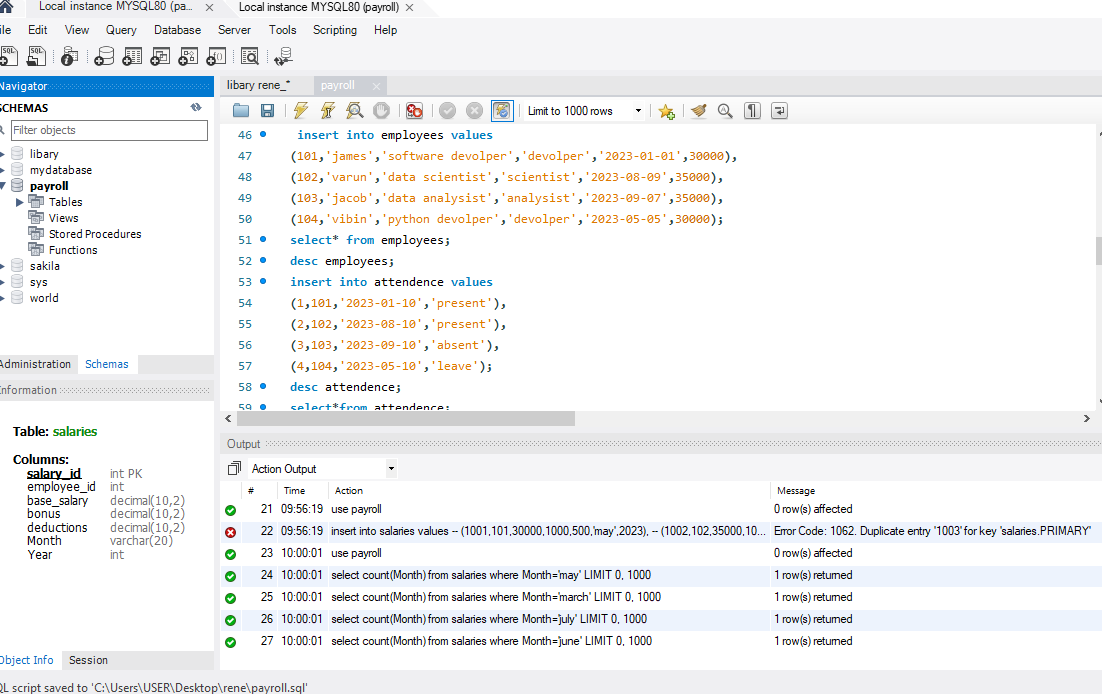 Local instance MYSQL80 (pa... × Local instance MYSQL80 (payroll) ×
ile Edit View Query Database Server Tools Scripting Help
Navigator
SCHEMAS
Filter objects
libary
mydatabase
payroll
Tables
Views
Stored Procedures
Functions
sakila
sys
world
Administration Schemas
Information
Table: salaries
Columns:
salary_id int PK
employee_id int
base_salary decimal(10,2)
bonus decimal(10,2)
deductions decimal(10,2)
Month varchar(20)
Year int
Object Info Session
libary rene_* payroll ×
Limit to 1000 rows
46 insert into employees values
47 (101,'james','software devolper','devolper','2023-01-01',30000),
48 (102,'varun','data scientist','scientist','2023-08-09',35000),
49 (103,'jacob','data analysist','analysist','2023-09-07',35000),
50 (104,'vibin','python devolper','devolper','2023-05-05',30000);
51 select* from employees;
52 desc employees;
53 insert into attendence values
54 (1,101,'2023-01-10','present'),
55 (2,102,'2023-08-10','present'),
56 (3,103,'2023-09-10','absent'),
57 (4,104,'2023-05-10','leave');
58 desc attendence;
59 select*from attendence;
Output
Action Output
# Time Action Message
21 09:56:19 use payroll 0 row(s) affected
22 09:56:19 insert into salaries values -- (1001,101,30000,1000,500,'may',2023), -- (1002,102,35000,10... Error Code: 1062. Duplicate entry '1003' for key 'salaries.PRIMARY'
23 10:00:01 use payroll 0 row(s) affected
24 10:00:01 select count(Month) from salaries where Month='may' LIMIT 0, 1000 1 row(s) returned
25 10:00:01 select count(Month) from salaries where Month='march' LIMIT 0, 1000 1 row(s) returned
26 10:00:01 select count(Month) from salaries where Month='july' LIMIT 0, 1000 1 row(s) returned
27 10:00:01 select count(Month) from salaries where Month='june' LIMIT 0, 1000 1 row(s) returned
QL script saved to 'C:\Users\USER\Desktop\rene\payroll.sql'